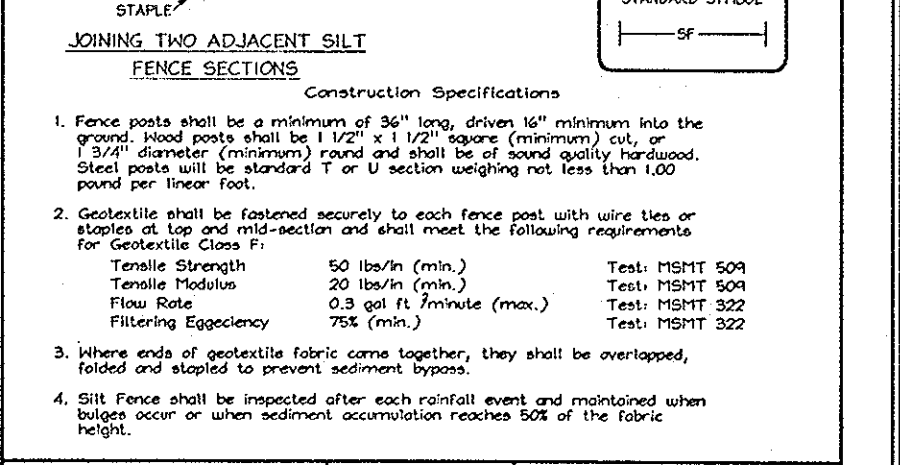 STAPLE
STANDARD SYMBOL
SF
JOINING TWO ADJACENT SILT
FENCE SECTIONS
Construction Specifications
1. Fence posts shall be a minimum of 36" long, driven 16" minimum into the
ground. Wood posts shall be 1 1/2" x 1 1/2" square (minimum) cut, or
1 3/4" diameter (minimum) round and shall be of sound quality hardwood.
Steel posts will be standard T or U section weighing not less than 1.00
pound per linear foot.
2. Geotextile shall be fastened securely to each fence post with wire ties or
staples at top and mid-section and shall meet the following requirements
for Geotextile Class F:
Tensile Strength 50 lbs/in (min.) Test: MSMT 509
Tensile Modulus 20 lbs/in (min.) Test: MSMT 509
Flow Rate 0.3 gal ft ²/minute (max.) Test: MSMT 322
Filtering Eggeciency 75% (min.) Test: MSMT 322
3. Where ends of geotextile fabric come together, they shall be overlapped,
folded and stapled to prevent sediment bypass.
4. Silt Fence shall be inspected after each rainfall event and maintained when
bulges occur or when sediment accumulation reaches 50% of the fabric
height.